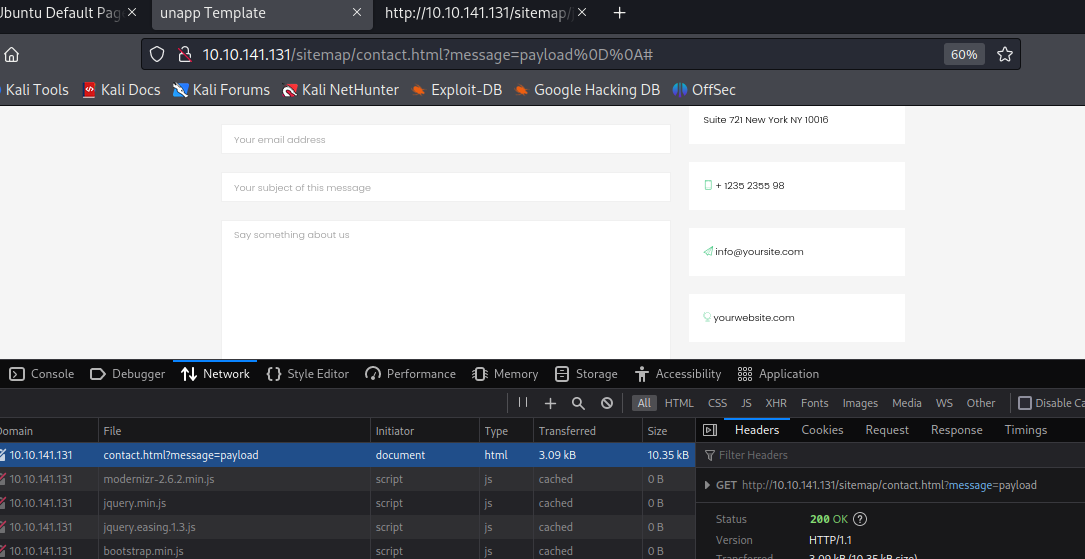 Ubuntu Default Pag
unapp Template
http://10.10.141.131/sitemap/
10.10.141.131/sitemap/contact.html?message=payload%0D%0A#
60%
Kali Tools
Kali Docs
Kali Forums
Kali NetHunter
Exploit-DB
Google Hacking DB
OffSec
Your email address
Your subject of this message
Say something about us
Suite 721 New York NY 10016
+ 1235 2355 98
info@yoursite.com
yourwebsite.com
Console
Debugger
Network
Style Editor
Performance
Memory
Storage
Accessibility
Application
All
HTML
CSS
JS
XHR
Fonts
Images
Media
WS
Other
Disable Ca
Domain
File
Initiator
Type
Transferred
Size
10.10.141.131
contact.html?message=payload
document
html
3.09 kB
10.35 kB
10.10.141.131
modernizr-2.6.2.min.js
script
js
cached
0 B
10.10.141.131
jquery.min.js
script
js
cached
0 B
10.10.141.131
jquery.easing.1.3.js
script
js
cached
0 B
10.10.141.131
bootstrap.min.js
script
js
cached
0 B
Headers
Cookies
Request
Response
Timings
Filter Headers
GET http://10.10.141.131/sitemap/contact.html?message=payload
Status
200 OK
Version
HTTP/1.1
Transferred
3.09 kB (10.35 kB size)